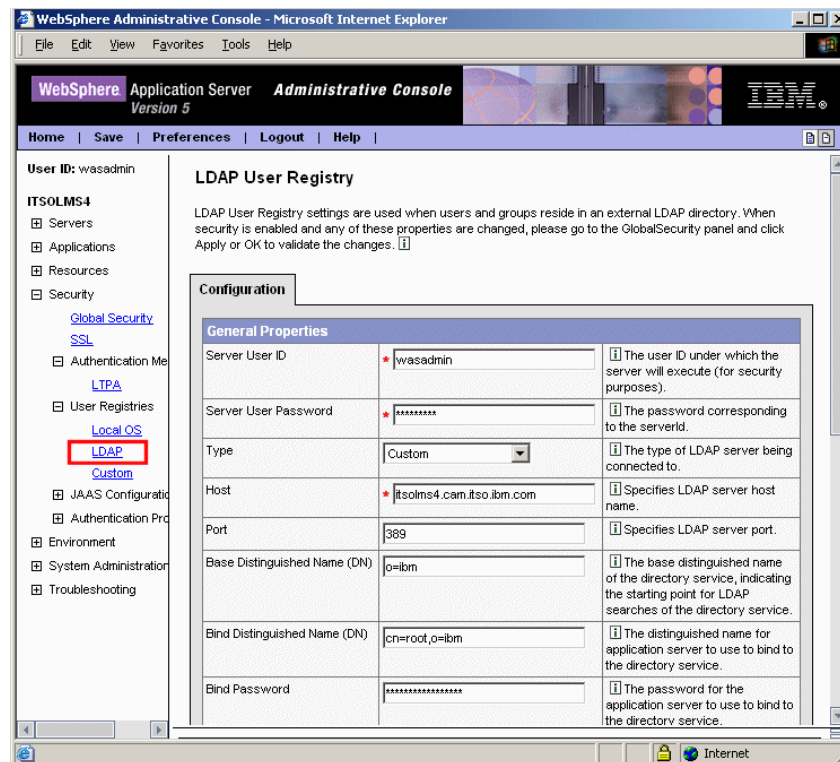 WebSphere Administrative Console - Microsoft Internet Explorer
File Edit View Favorites Tools Help
WebSphere Application Server Administrative Console
Version 5
IBM
Home | Save | Preferences | Logout | Help |
User ID: wasadmin
ITSOLMS4
Servers
Applications
Resources
Security
Global Security
SSL
Authentication Me
LTPA
User Registries
Local OS
LDAP
Custom
JAAS Configuratio
Authentication Pro
Environment
System Administration
Troubleshooting
LDAP User Registry
LDAP User Registry settings are used when users and groups reside in an external LDAP directory. When
security is enabled and any of these properties are changed, please go to the GlobalSecurity panel and click
Apply or OK to validate the changes. i
Configuration
General Properties
Server User ID
* wasadmin
i The user ID under which the
server will execute (for security
purposes).
Server User Password
* *********
i The password corresponding
to the serverId.
Type
Custom
i The type of LDAP server being
connected to.
Host
* itsolms4.cam.itso.ibm.com
i Specifies LDAP server host
name.
Port
389
i Specifies LDAP server port.
Base Distinguished Name (DN)
o=ibm
i The base distinguished name
of the directory service, indicating
the starting point for LDAP
searches of the directory service.
Bind Distinguished Name (DN)
cn=root,o=ibm
i The distinguished name for
application server to use to bind to
the directory service.
Bind Password
****************
i The password for the
application server to use to bind to
the directory service.
Internet